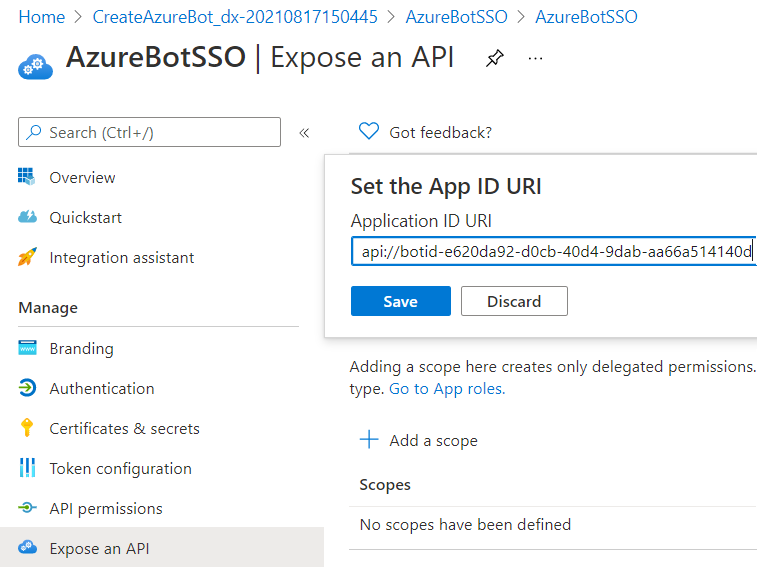 Home > CreateAzureBot_dx-20210817150445 > AzureBotSSO > AzureBotSSO
AzureBotSSO | Expose an API ...
Search (Ctrl+/)
«
Got feedback?
Overview
Quickstart
Integration assistant
Manage
Branding
Authentication
Certificates & secrets
Token configuration
API permissions
Expose an API
Set the App ID URI
Application ID URI
api://botid-e620da92-d0cb-40d4-9dab-aa66a514140d
Save Discard
Adding a scope here creates only delegated permissions.
type. Go to App roles.
Add a scope
Scopes
No scopes have been defined